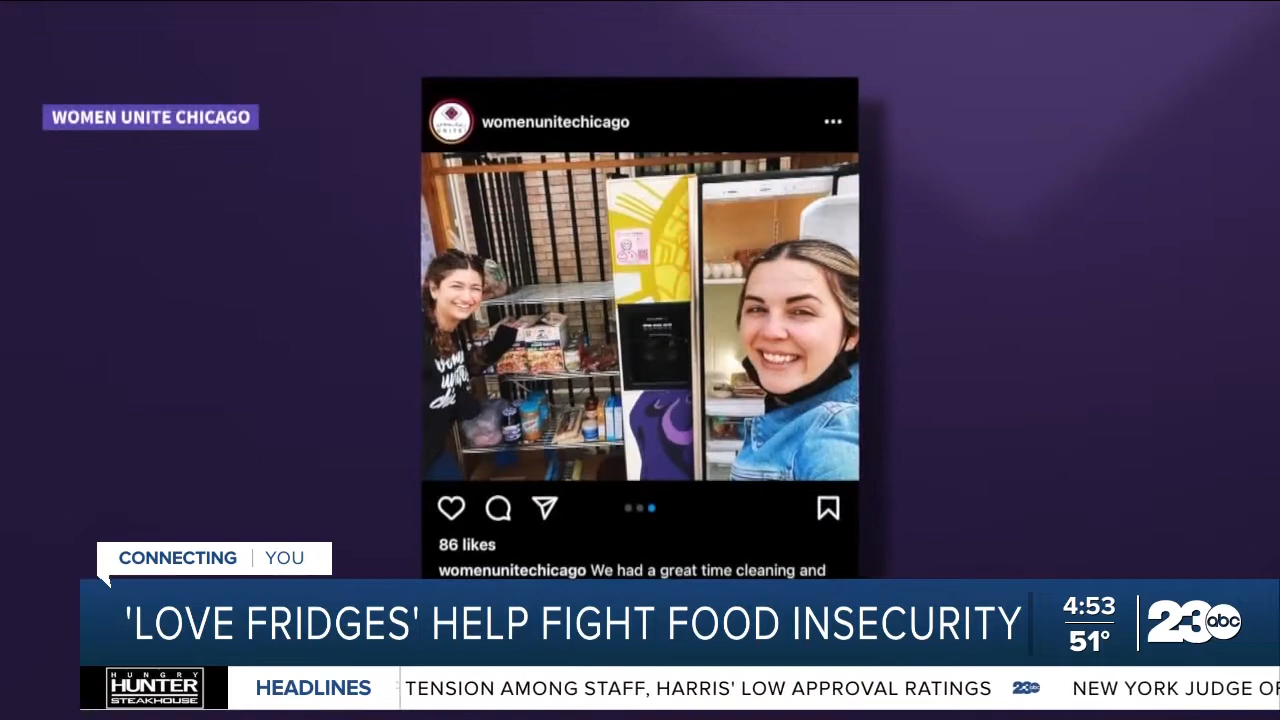 WOMEN UNITE CHICAGO
UNITE
womenunitechicago
86 likes
womenunitechicago We had a great time cleaning and
CONNECTING | YOU
'LOVE FRIDGES' HELP FIGHT FOOD INSECURITY
4:53
51°
23 abc
HUNGRY
HUNTER
STEAKHOUSE
HEADLINES
TENSION AMONG STAFF, HARRIS' LOW APPROVAL RATINGS 23abc NEW YORK JUDGE OF